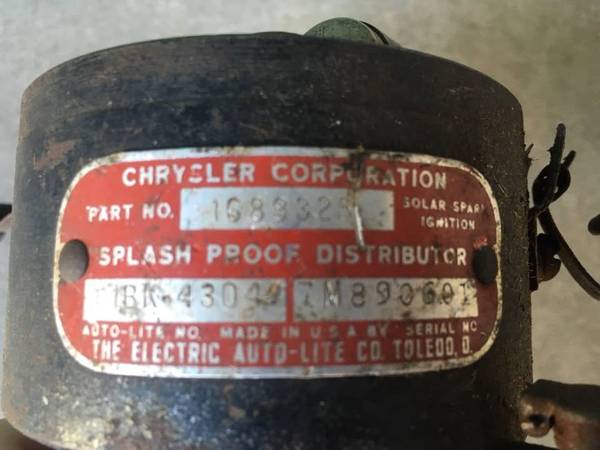 CHRYSLER CORPORATION
PART NO.
SOLAR SPARK
IGNITION
SPLASH PROOF DISTRIBUTOR
AUTO-LITE NO. MADE IN U.S.A BY SERIAL NO.
THE ELECTRIC AUTO-LITE CO. TOLEDO, O.